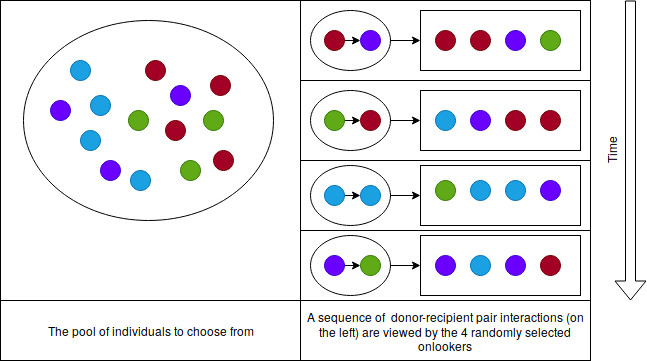 Time
The pool of individuals to choose from
A sequence of donor-recipient pair interactions (on
the left) are viewed by the 4 randomly selected
onlookers